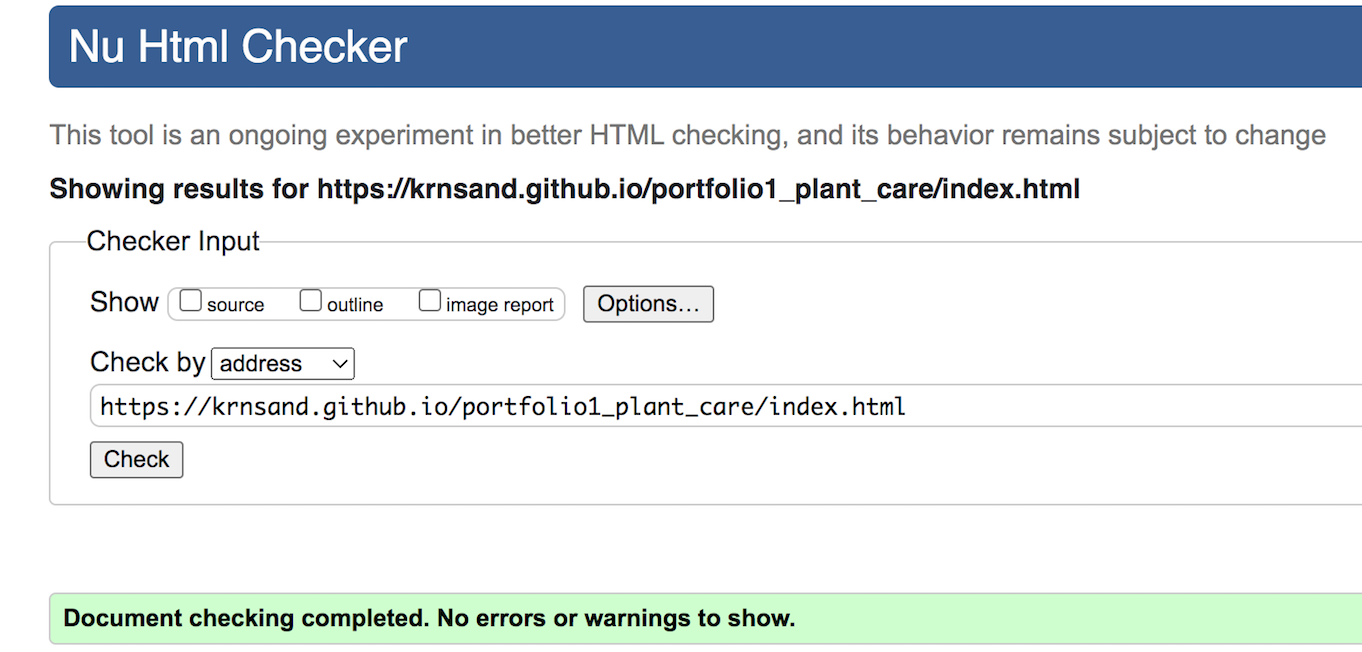 Nu Html Checker
This tool is an ongoing experiment in better HTML checking, and its behavior remains subject to change
Showing results for https://krnsand.github.io/portfolio1_plant_care/index.html
Checker Input
Show source outline image report Options...
Check by address
https://krnsand.github.io/portfolio1_plant_care/index.html
Check
Document checking completed. No errors or warnings to show.